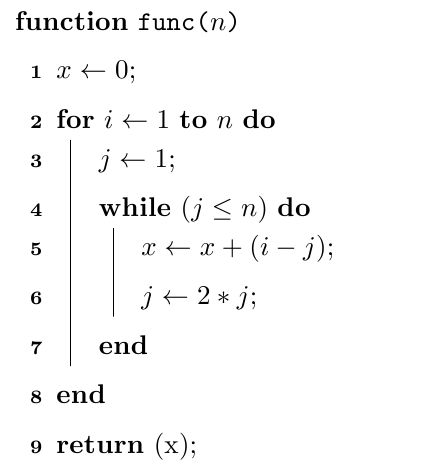 function func(n)
1 x ← 0;
2 for i ← 1 to n do
3 j ← 1;
4 while (j ≤ n) do
5 x ← x + (i − j);
6 j ← 2 ∗ j;
7 end
8 end
9 return (x);